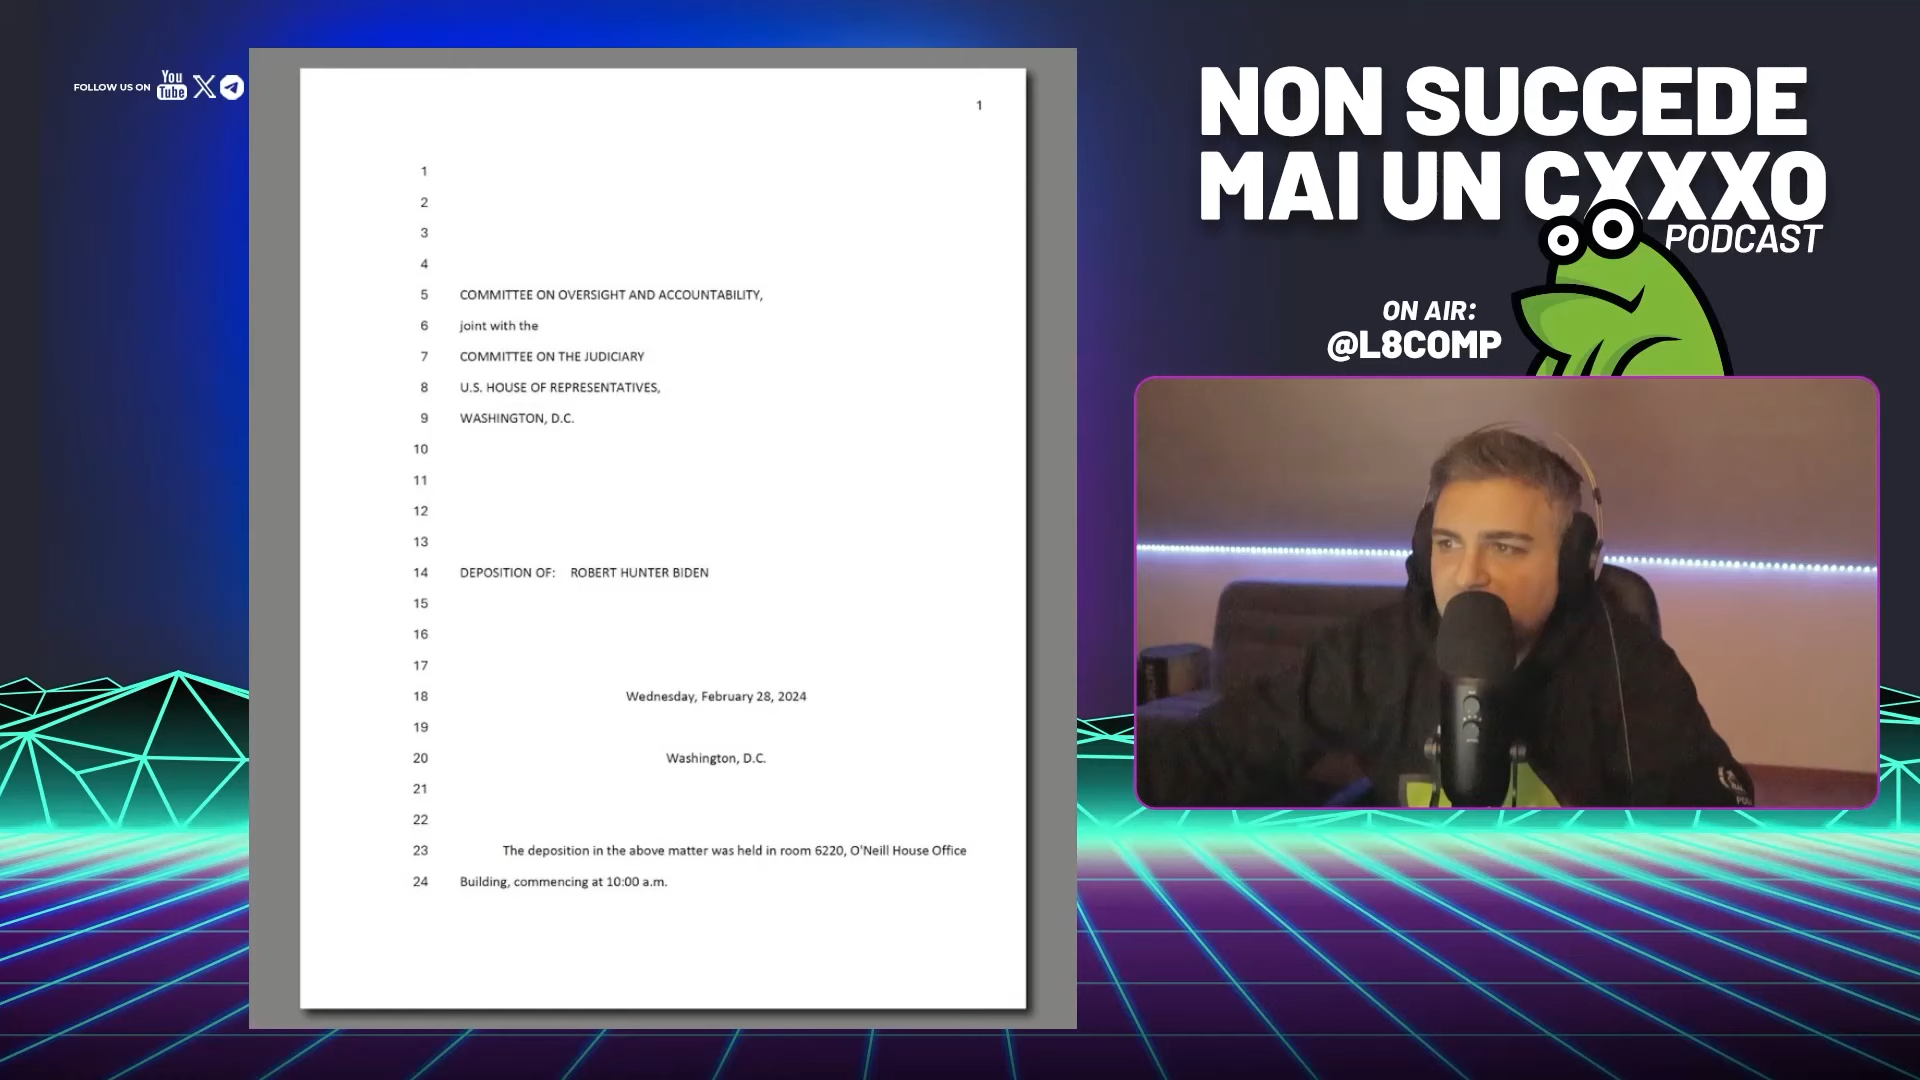 FOLLOW US ON You Tube
1
1
2
3
4
5 COMMITTEE ON OVERSIGHT AND ACCOUNTABILITY,
6 joint with the
7 COMMITTEE ON THE JUDICIARY
8 U.S. HOUSE OF REPRESENTATIVES,
9 WASHINGTON, D.C.
10
11
12
13
14 DEPOSITION OF: ROBERT HUNTER BIDEN
15
16
17
18 Wednesday, February 28, 2024
19
20 Washington, D.C.
21
22
23 The deposition in the above matter was held in room 6220, O'Neill House Office
24 Building, commencing at 10:00 a.m.
NON SUCCEDE
MAI UN CXXXO
PODCAST
ON AIR:
@L8COMP